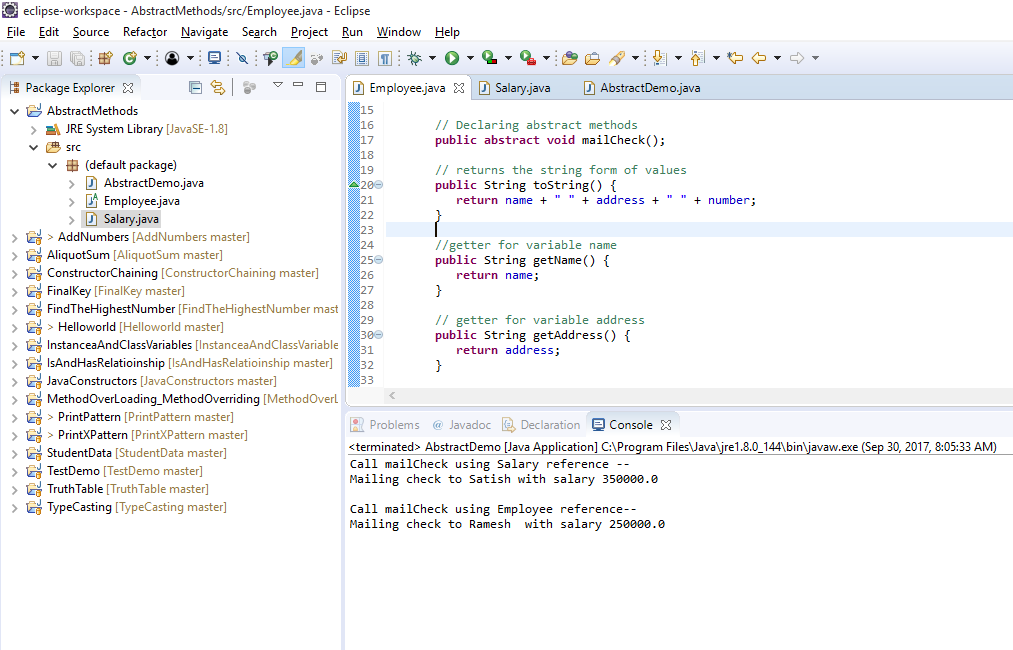 eclipse-workspace - AbstractMethods/src/Employee.java - Eclipse
File Edit Source Refactor Navigate Search Project Run Window Help
Package Explorer
AbstractMethods
JRE System Library [JavaSE-1.8]
src
(default package)
AbstractDemo.java
Employee.java
Salary.java
> AddNumbers [AddNumbers master]
AliquotSum [AliquotSum master]
ConstructorChaining [ConstructorChaining master]
FinalKey [FinalKey master]
FindTheHighestNumber [FindTheHighestNumber mast
> Helloworld [Helloworld master]
InstanceaAndClassVariables [InstanceaAndClassVariable
IsAndHasRelatioinship [IsAndHasRelatioinship master]
JavaConstructors [JavaConstructors master]
MethodOverLoading_MethodOverriding [MethodOverL
> PrintPattern [PrintPattern master]
> PrintXPattern [PrintXPattern master]
StudentData [StudentData master]
TestDemo [TestDemo master]
TruthTable [TruthTable master]
TypeCasting [TypeCasting master]
Employee.java Salary.java AbstractDemo.java
15
16 // Declaring abstract methods
17 public abstract void mailCheck();
18
19 // returns the string form of values
20 public String toString() {
21 return name + " " + address + " " + number;
22 }
23
24 //getter for variable name
25 public String getName() {
26 return name;
27 }
28
29 // getter for variable address
30 public String getAddress() {
31 return address;
32 }
33
Problems @ Javadoc Declaration Console
<terminated> AbstractDemo [Java Application] C:\Program Files\Java\jre1.8.0_144\bin\javaw.exe (Sep 30, 2017, 8:05:33 AM)
Call mailCheck using Salary reference --
Mailing check to Satish with salary 350000.0
Call mailCheck using Employee reference--
Mailing check to Ramesh  with salary 250000.0